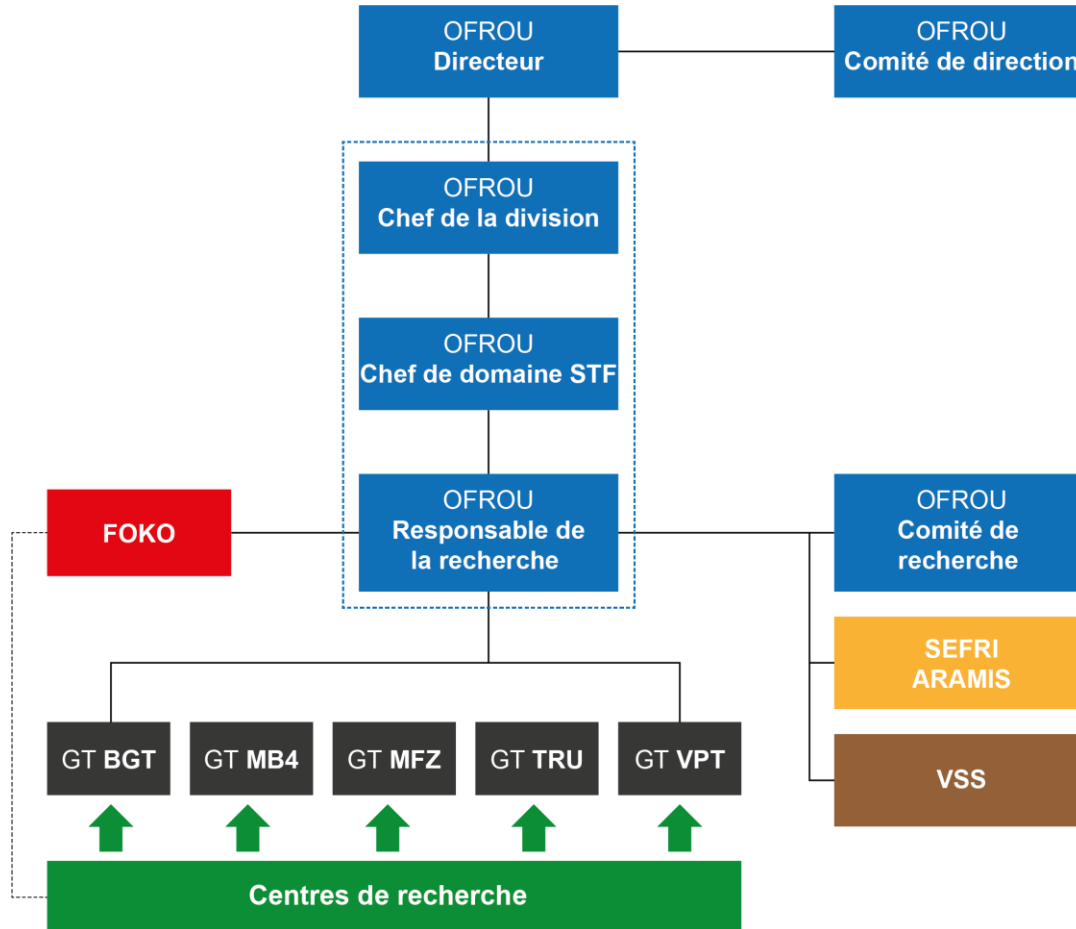 OFROU
Directeur
OFROU
Comité de direction
OFROU
Chef de la division
OFROU
Chef de domaine STF
FOKO
OFROU
Responsable de
la recherche
OFROU
Comité de
recherche
SEFRI
ARAMIS
VSS
GT BGT
GT MB4
GT MFZ
GT TRU
GT VPT
Centres de recherche